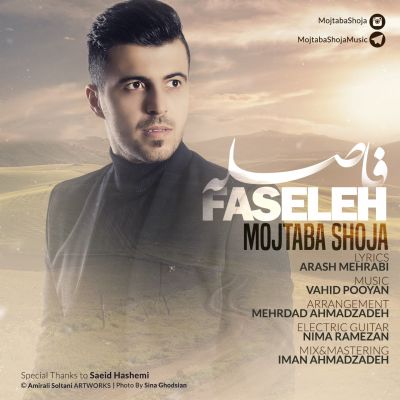 MojtabaShoja
MojtabaShojaMusic
فاصله
FASELEH
MOJTABA SHOJA
LYRICS
ARASH MEHRABI
MUSIC
VAHID POOYAN
ARRANGEMENT
MEHRDAD AHMADZADEH
ELECTRIC GUITAR
NIMA RAMEZAN
MIX&MASTERING
IMAN AHMADZADEH
Special Thanks to Saeid Hashemi
© Amirali Soltani ARTWORKS | Photo By Sina Ghodsian